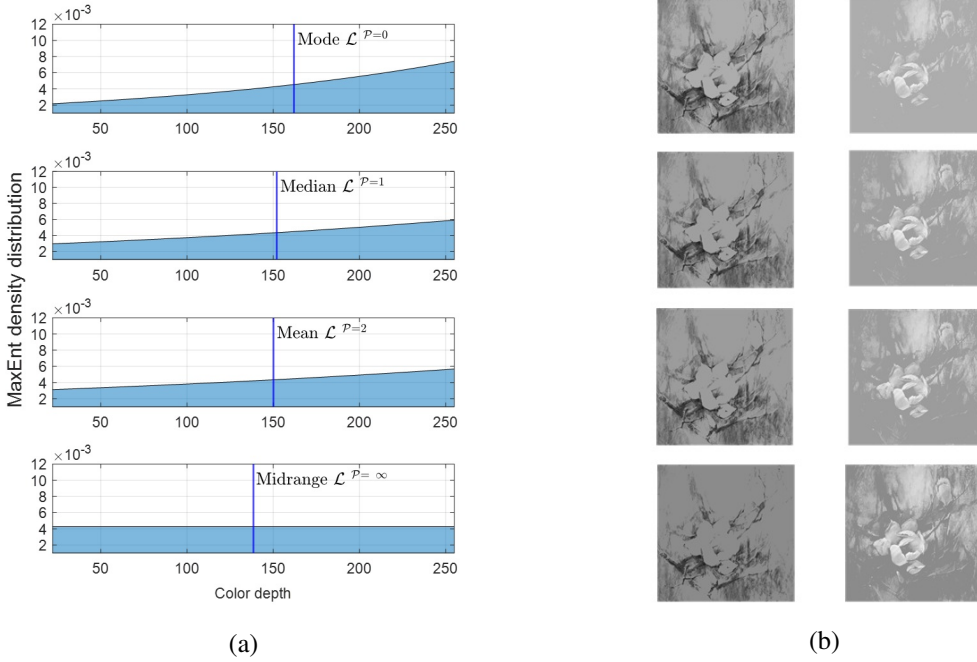 ×10⁻³
12
10
8
6
4
2
Mode ℒ 𝒫=0
50 100 150 200 250
×10⁻³
12
10
8
6
4
2
Median ℒ 𝒫=1
50 100 150 200 250
×10⁻³
12
10
8
6
4
2
Mean ℒ 𝒫=2
50 100 150 200 250
×10⁻³
12
10
8
6
4
2
Midrange ℒ 𝒫= ∞
50 100 150 200 250
MaxEnt density distribution
Color depth
(a)
(b)